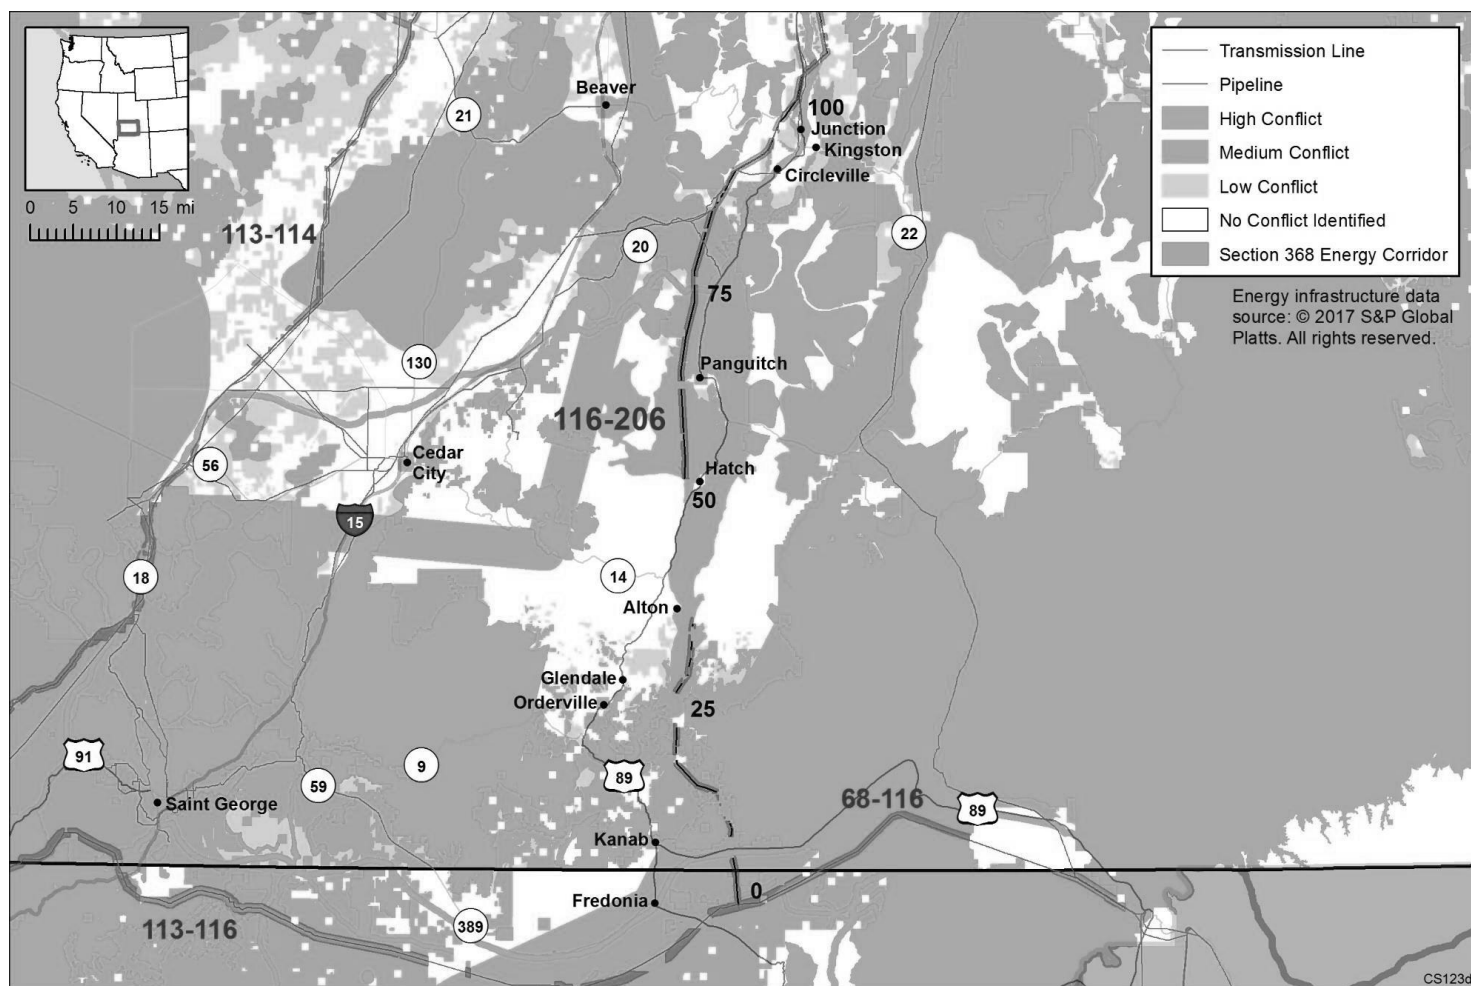 Transmission Line
Pipeline
High Conflict
Medium Conflict
Low Conflict
No Conflict Identified
Section 368 Energy Corridor
Energy infrastructure data
source: © 2017 S&P Global
Platts. All rights reserved.
0 5 10 15 mi
Beaver
21
100
Junction
Kingston
Circleville
113-114
20
22
75
130
Panguitch
116-206
Cedar
City
56
Hatch
50
15
18
14
Alton
Glendale
Orderville
25
91
9
59
89
Saint George
68-116
89
Kanab
0
Fredonia
113-116
389
CS123d